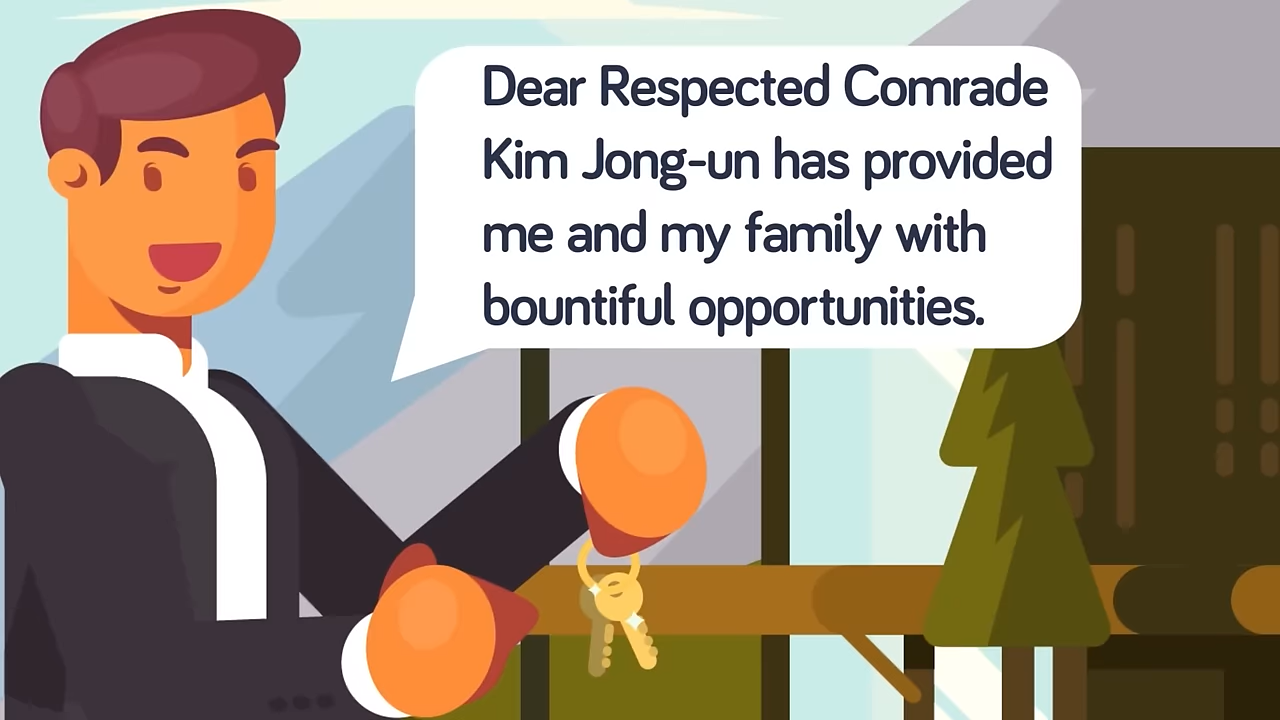 Dear Respected Comrade
Kim Jong-un has provided
me and my family with
bountiful opportunities.